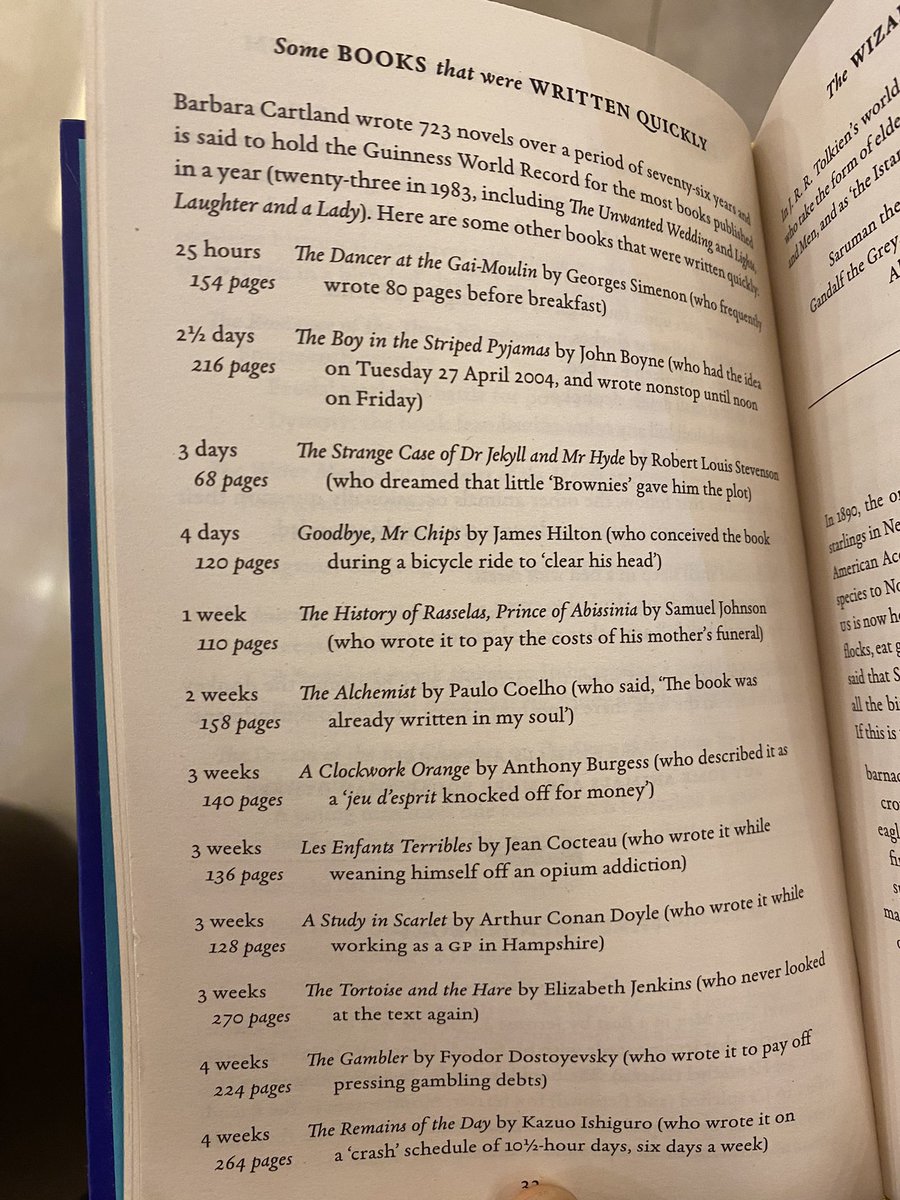 Some BOOKS that were WRITTEN QUICKLY
Barbara Cartland wrote 723 novels over a period of seventy-six years and
is said to hold the Guinness World Record for the most books published
in a year (twenty-three in 1983, including The Unwanted Wedding and Lights,
Laughter and a Lady). Here are some other books that were written quickly.
25 hours The Dancer at the Gai-Moulin by Georges Simenon (who frequently
154 pages wrote 80 pages before breakfast)
2½ days The Boy in the Striped Pyjamas by John Boyne (who had the idea
216 pages on Tuesday 27 April 2004, and wrote nonstop until noon
on Friday)
3 days The Strange Case of Dr Jekyll and Mr Hyde by Robert Louis Stevenson
68 pages (who dreamed that little ‘Brownies’ gave him the plot)
4 days Goodbye, Mr Chips by James Hilton (who conceived the book
120 pages during a bicycle ride to ‘clear his head’)
1 week The History of Rasselas, Prince of Abissinia by Samuel Johnson
110 pages (who wrote it to pay the costs of his mother’s funeral)
2 weeks The Alchemist by Paulo Coelho (who said, ‘The book was
158 pages already written in my soul’)
3 weeks A Clockwork Orange by Anthony Burgess (who described it as
140 pages a ‘jeu d’esprit knocked off for money’)
3 weeks Les Enfants Terribles by Jean Cocteau (who wrote it while
136 pages weaning himself off an opium addiction)
3 weeks A Study in Scarlet by Arthur Conan Doyle (who wrote it while
128 pages working as a GP in Hampshire)
3 weeks The Tortoise and the Hare by Elizabeth Jenkins (who never looked
270 pages at the text again)
4 weeks The Gambler by Fyodor Dostoyevsky (who wrote it to pay off
224 pages pressing gambling debts)
4 weeks The Remains of the Day by Kazuo Ishiguro (who wrote it on
264 pages a ‘crash’ schedule of 10½-hour days, six days a week)
The
In J. R. R. Tolkien’s world
who take the form of
and Men, and as ‘the
Saruman the
Gandalf the Grey
In 1890, the
starlings in
American
species to
us is now
flocks, eat
said that
all the
If this is